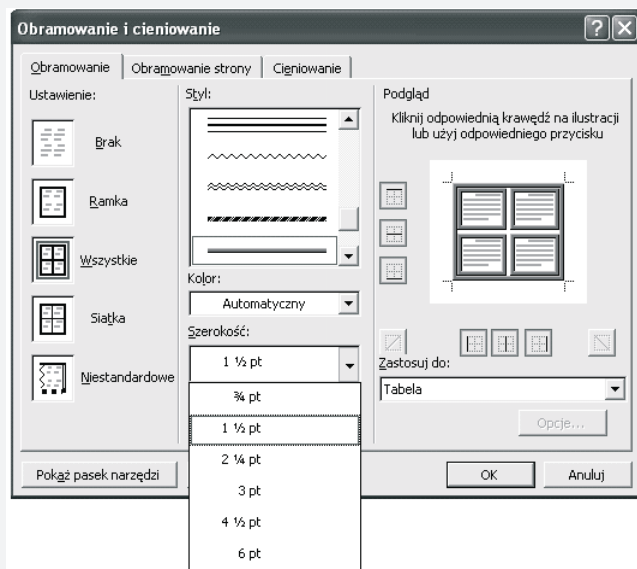 Obramowanie i cieniowanie
Obramowanie
Obramowanie strony
Cieniowanie
Ustawienie:
Brak
Ramka
Wszystkie
Siatka
Niestandardowe
Styl:
Kolor:
Automatyczny
Szerokość:
1 ½ pt
¾ pt
1 ½ pt
2 ¼ pt
3 pt
4 ½ pt
6 pt
Podgląd
Kliknij odpowiednią krawędź na ilustracji
lub użyj odpowiedniego przycisku
Zastosuj do:
Tabela
Opcje...
Pokaż pasek narzędzi
OK
Anuluj